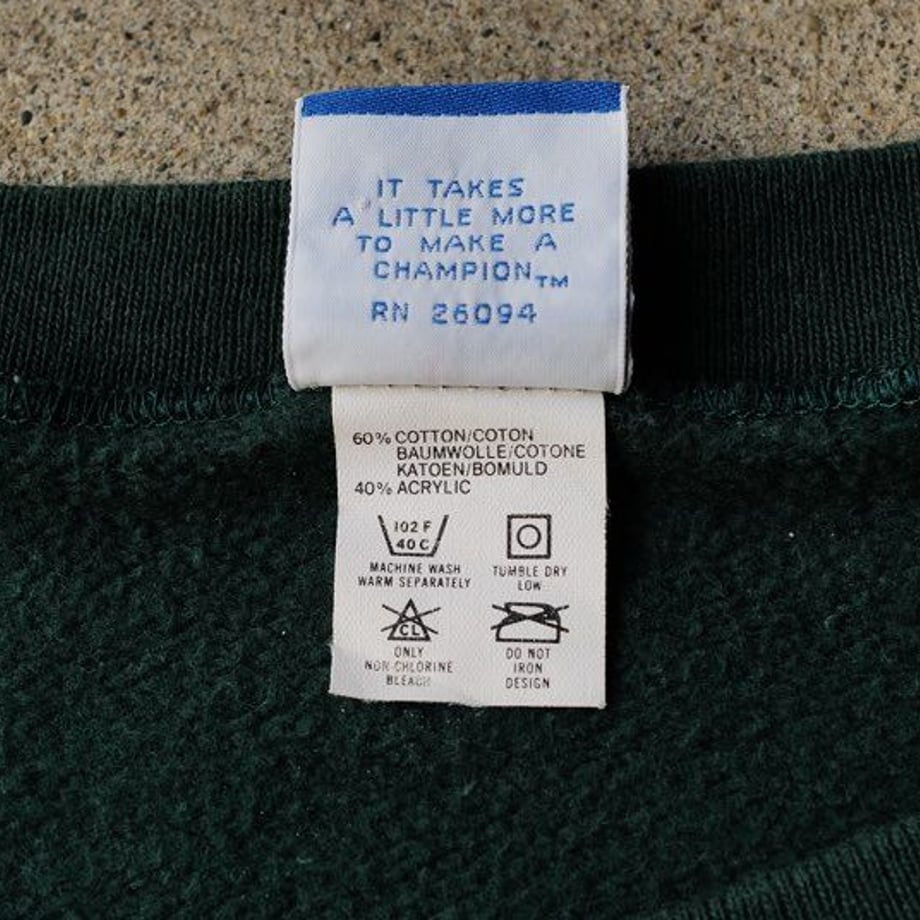 IT TAKES
A LITTLE MORE
TO MAKE A
CHAMPION™
RN 26094
60% COTTON/COTON
BAUMWOLLE/COTONE
KATOEN/BOMULD
40% ACRYLIC
102 F
40 C
MACHINE WASH
WARM SEPARATELY
TUMBLE DRY
LOW
CL
ONLY
NON-CHLORINE
BLEACH
DO NOT
IRON
DESIGN